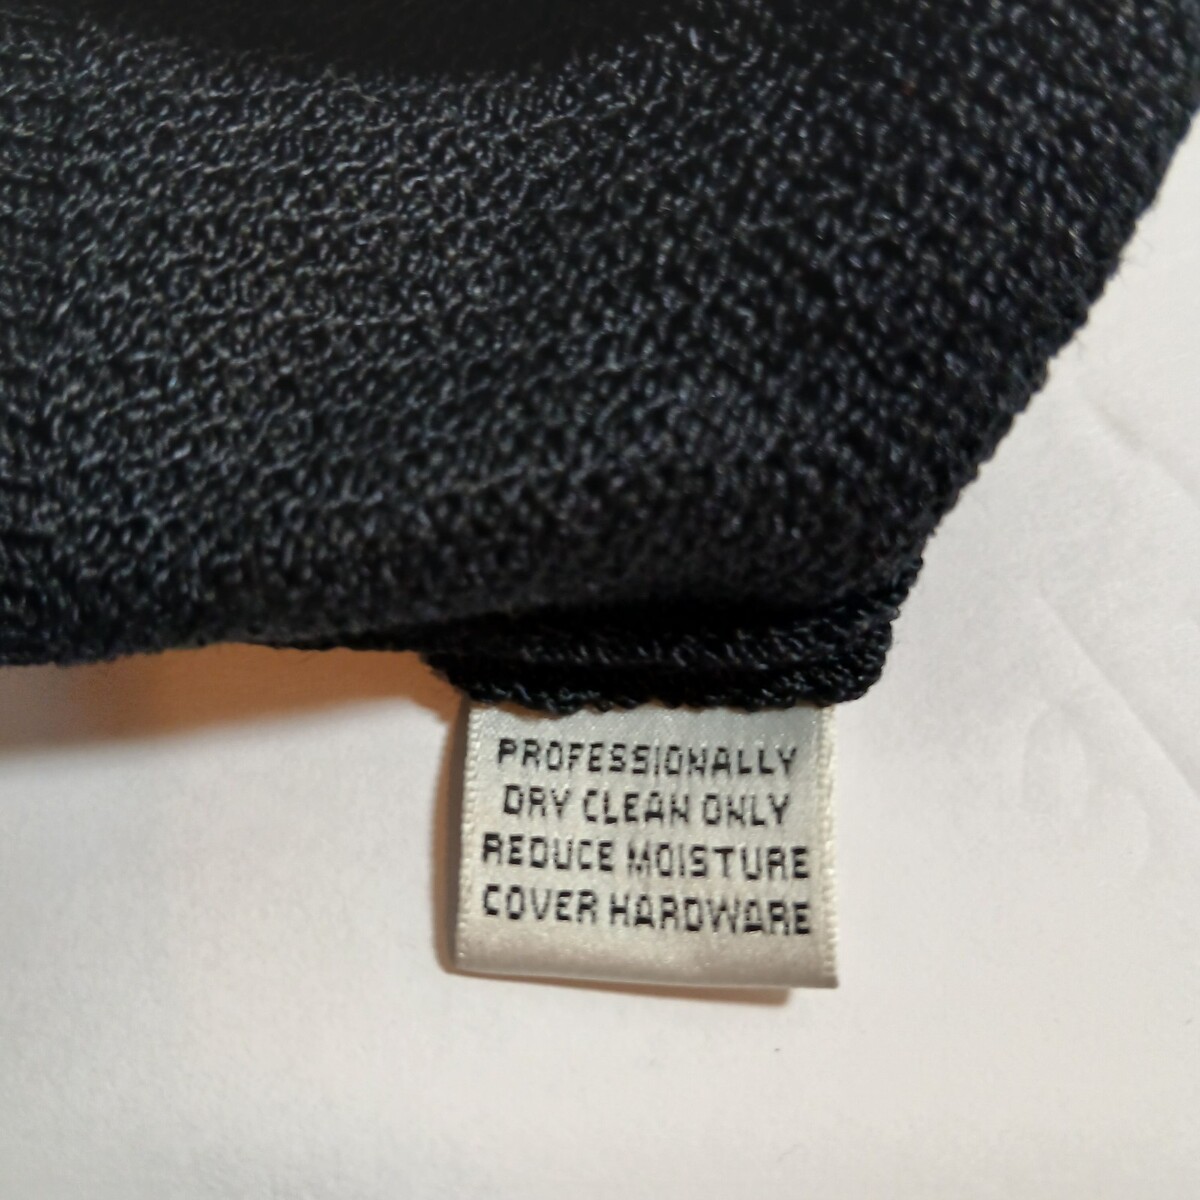 PROFESSIONALLY
DRY CLEAN ONLY
REDUCE MOISTURE
COVER HARDWARE